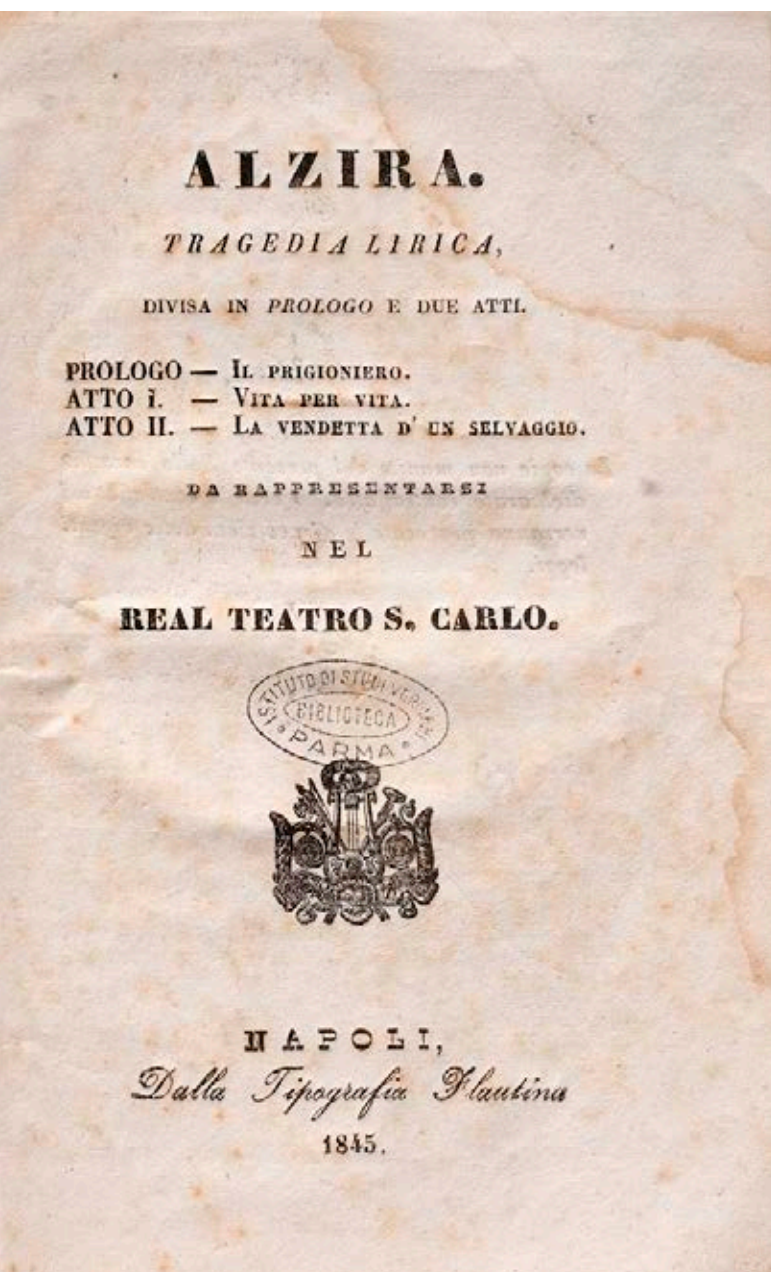 ALZIRA.
TRAGEDIA LIRICA,
DIVISA IN PROLOGO E DUE ATTI.
PROLOGO — IL PRIGIONIERO.
ATTO I. — VITA PER VITA.
ATTO II. — LA VENDETTA D' UN SELVAGGIO.
DA RAPPRESENTARSI
NEL
REAL TEATRO S. CARLO.
ISTITUTO DI STUDI VERDIANI
BIBLIOTECA
PARMA
NAPOLI,
Dalla Tipografia Flautina
1845.